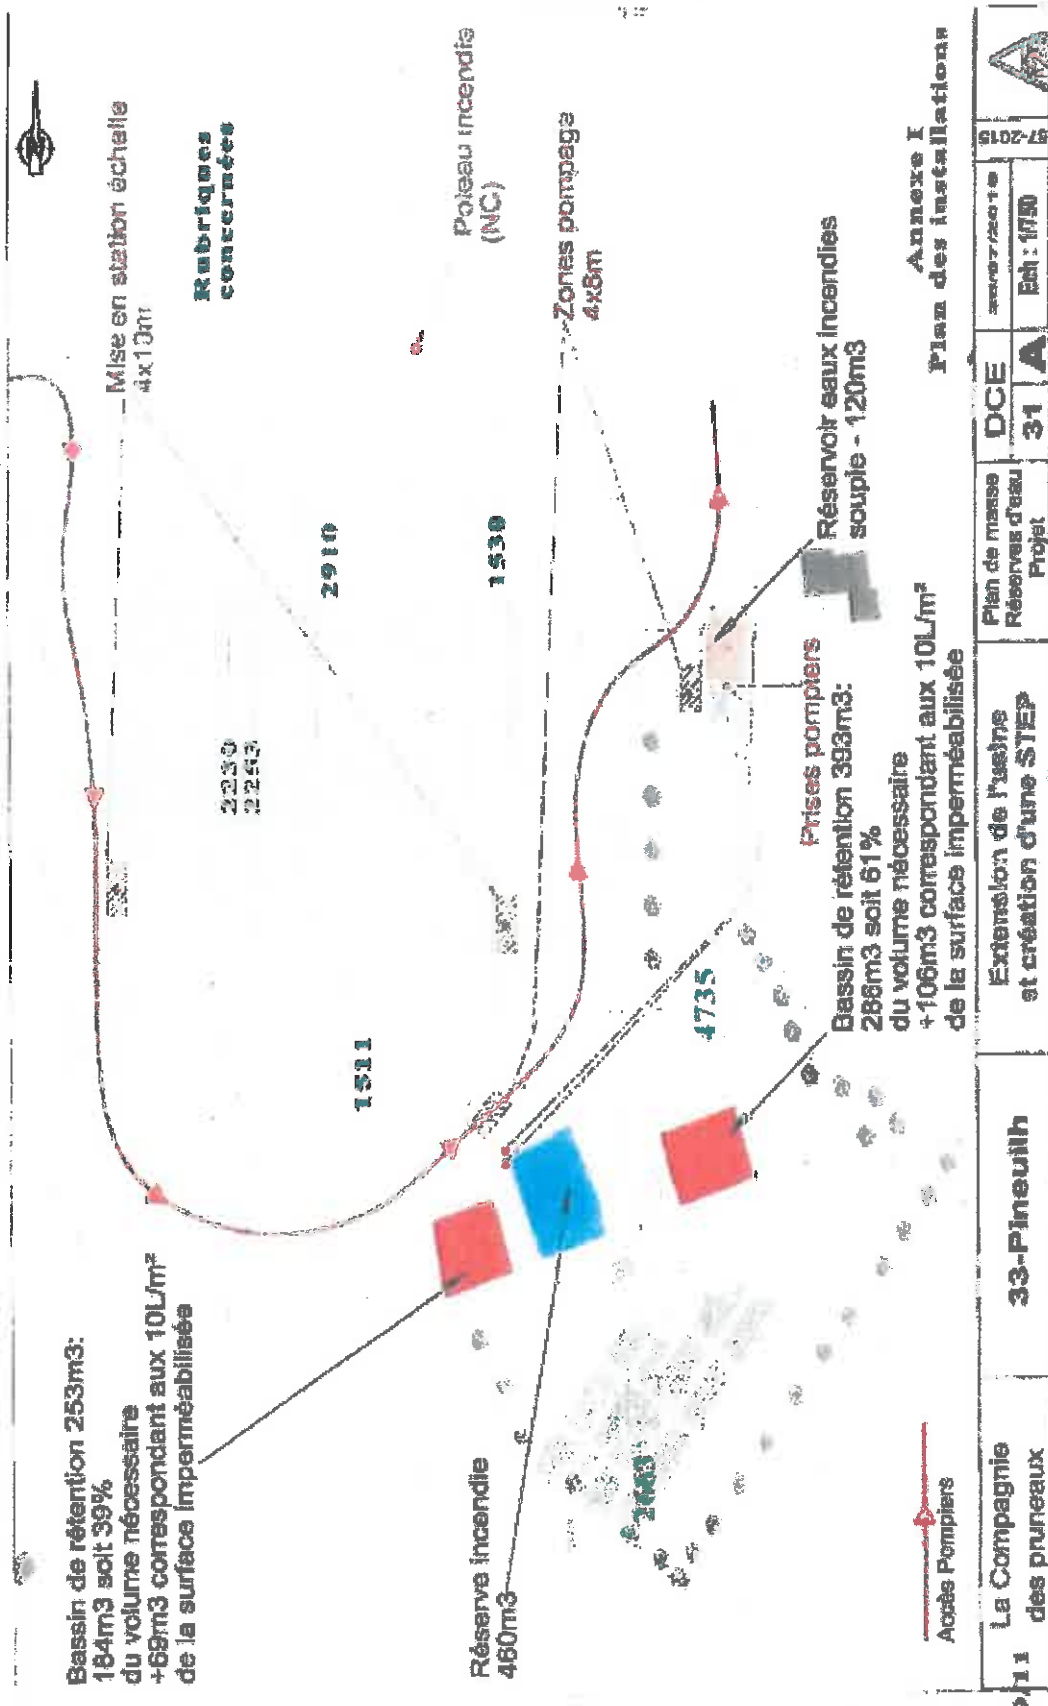 Bassin de rétention 253m3:
184m3 soit 39%
du volume nécessaire
+69m3 correspondant aux 10L/m²
de la surface imperméabilisée
Mise en station échelle
4x10m
Rubriques
concernées
Poteau incendie
(NC)
Zones pompage
4x8m
2910
2230
2253
1530
1511
4735
Réserve incendie
480m3
Réservoir eaux incendies
souple - 120m3
Prises pompiers
Bassin de rétention 393m3:
288m3 soit 61%
du volume nécessaire
+106m3 correspondant aux 10L/m²
de la surface imperméabilisée
Accès Pompiers
Annexe I
Plan des installations
La Compagnie
des pruneaux
33-Pineuilh
Extension de l'usine
et création d'une STEP
Plan de masse
Réserves d'eau
Projet
DCE
31
A
Ech : 1/750
57-2015